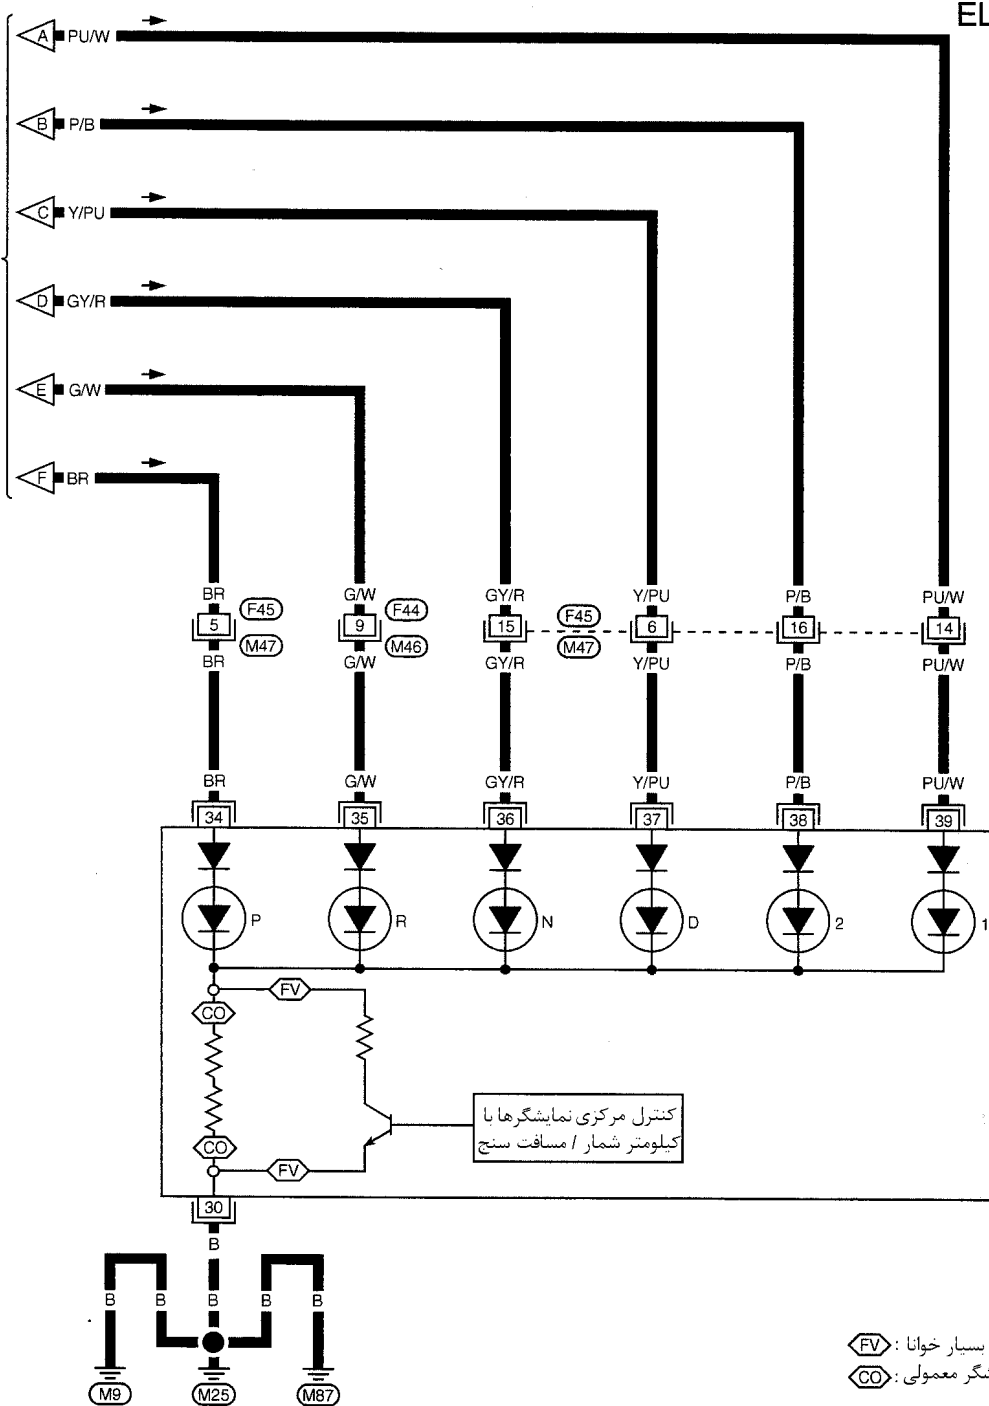 EL
A PU/W
B P/B
C Y/PU
D GY/R
E G/W
F BR
BR G/W GY/R Y/PU P/B PU/W
F45 F44 F45
5 9 15 6 16 14
M47 M46 M47
BR G/W GY/R Y/PU P/B PU/W
BR G/W GY/R Y/PU P/B PU/W
34 35 36 37 38 39
P R N D 2 1
FV
CO
کنترل مرکزی نمایشگرها با
کیلومتر شمار / مسافت سنج
CO
FV
30
B
B B B B B
M9 M25 M87
بسیار خوانا : FV
معمولی : CO